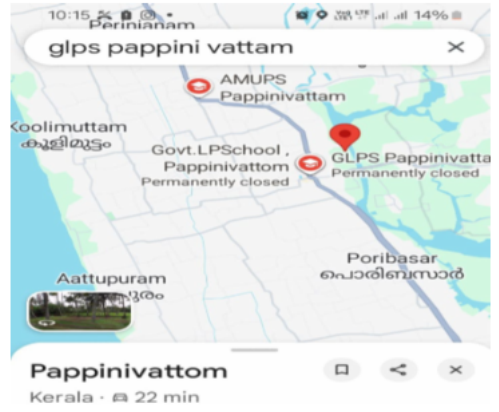 10:15
14%
Perinjanam
glps pappini vattam
AMUPS
Pappinivattam
Koolimuttam
കൂളിമുട്ടം
Govt.LPSchool ,
Pappinivattom
Permanently closed
GLPS Pappinivatta
Permanently closed
Poribasar
പൊരിബസാർ
Aattupuram
പുരം
Pappinivattom
Kerala · 22 min